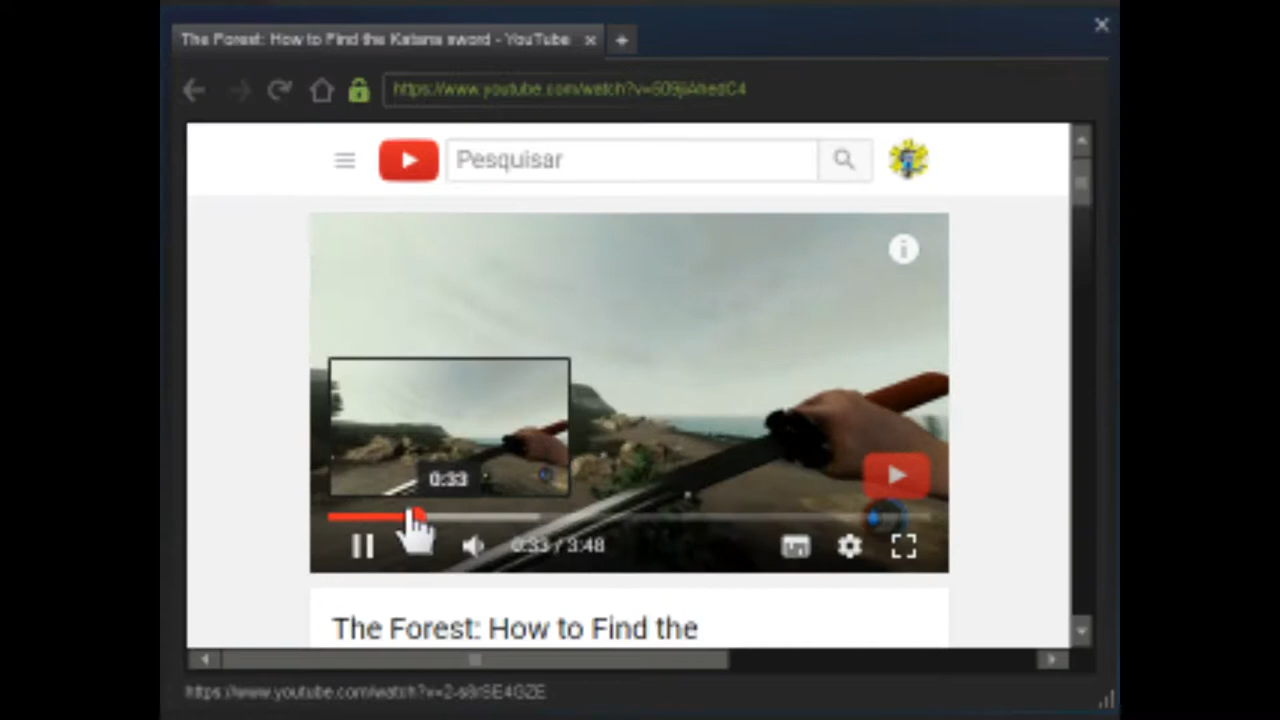 The Forest: How to Find the Katana sword - YouTube
Pesquisar
0:33
0:33 / 3:48
The Forest: How to Find the